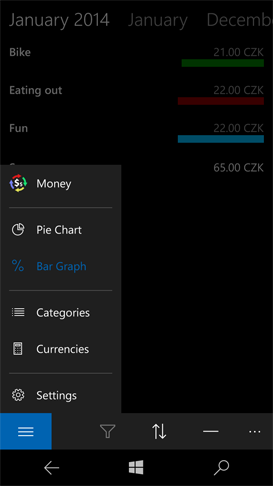 January 2014 January Decemb
Bike 21.00 CZK
Eating out 22.00 CZK
Fun 22.00 CZK
65.00 CZK
Money
Pie Chart
% Bar Graph
Categories
Currencies
Settings